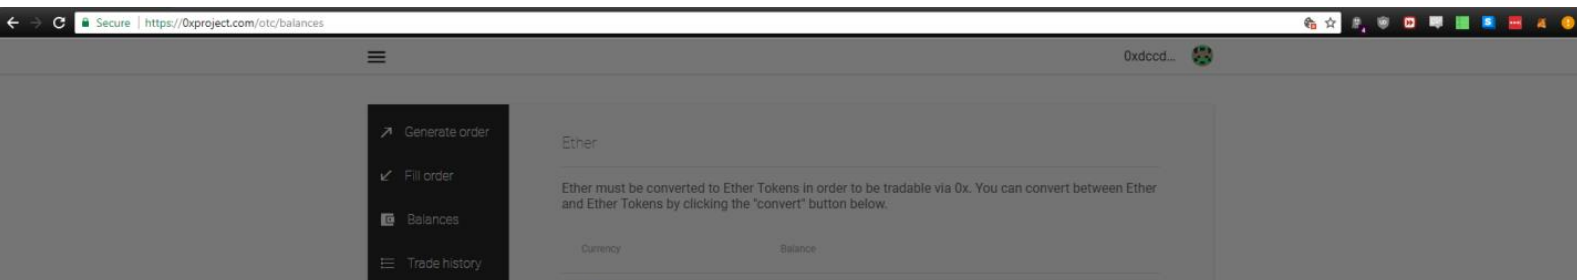 Secure | https://0xproject.com/otc/balances
0xdccd...
Generate order
Fill order
Balances
Trade history
Ether
Ether must be converted to Ether Tokens in order to be tradable via 0x. You can convert between Ether
and Ether Tokens by clicking the "convert" button below.
Currency Balance